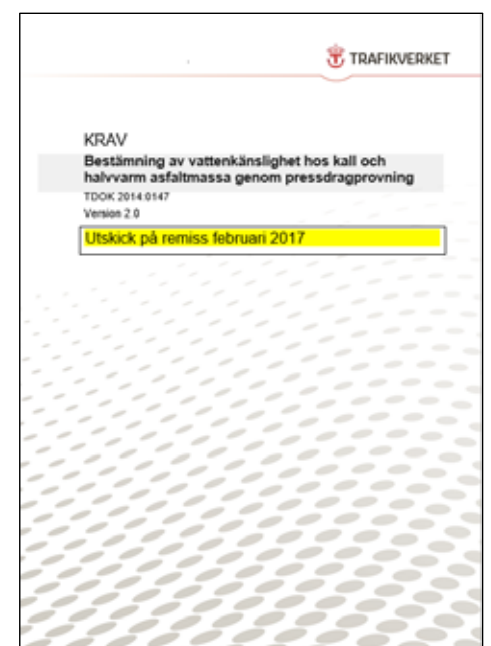 TRAFIKVERKET
KRAV
Bestämning av vattenkänslighet hos kall och
halvvarm asfaltmassa genom pressdragprovning
TDOK 2014:0147
Version 2.0
Utskick på remiss februari 2017